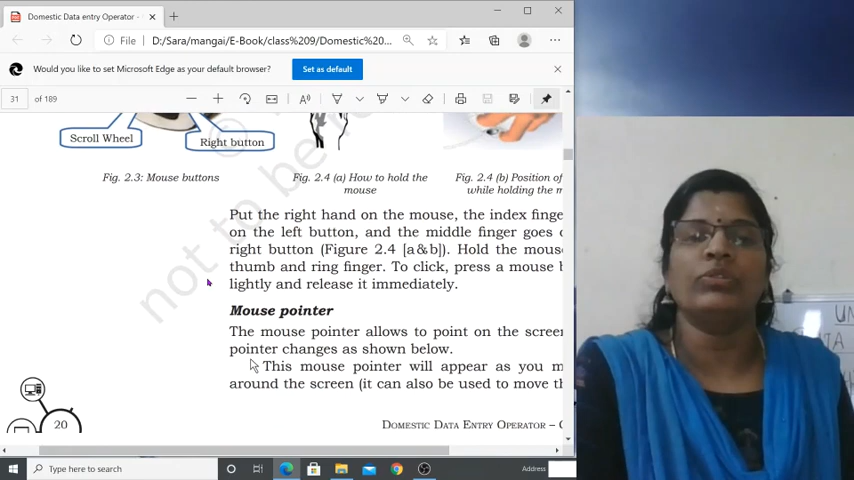 Domestic Data entry Operator -
File
D:/Sara/mangai/E-Book/class%209/Domestic%20...
Would you like to set Microsoft Edge as your default browser?
Set as default
31 of 189
Scroll Wheel
Right button
Fig. 2.3: Mouse buttons
Fig. 2.4 (a) How to hold the
mouse
Fig. 2.4 (b) Position of
while holding the m
not to be
Put the right hand on the mouse, the index fing
on the left button, and the middle finger goes
right button (Figure 2.4 [a&b]). Hold the mous
thumb and ring finger. To click, press a mouse b
lightly and release it immediately.
Mouse pointer
The mouse pointer allows to point on the screen
pointer changes as shown below.
This mouse pointer will appear as you m
around the screen (it can also be used to move th
20
Domestic Data Entry Operator –
Type here to search
Address
UN